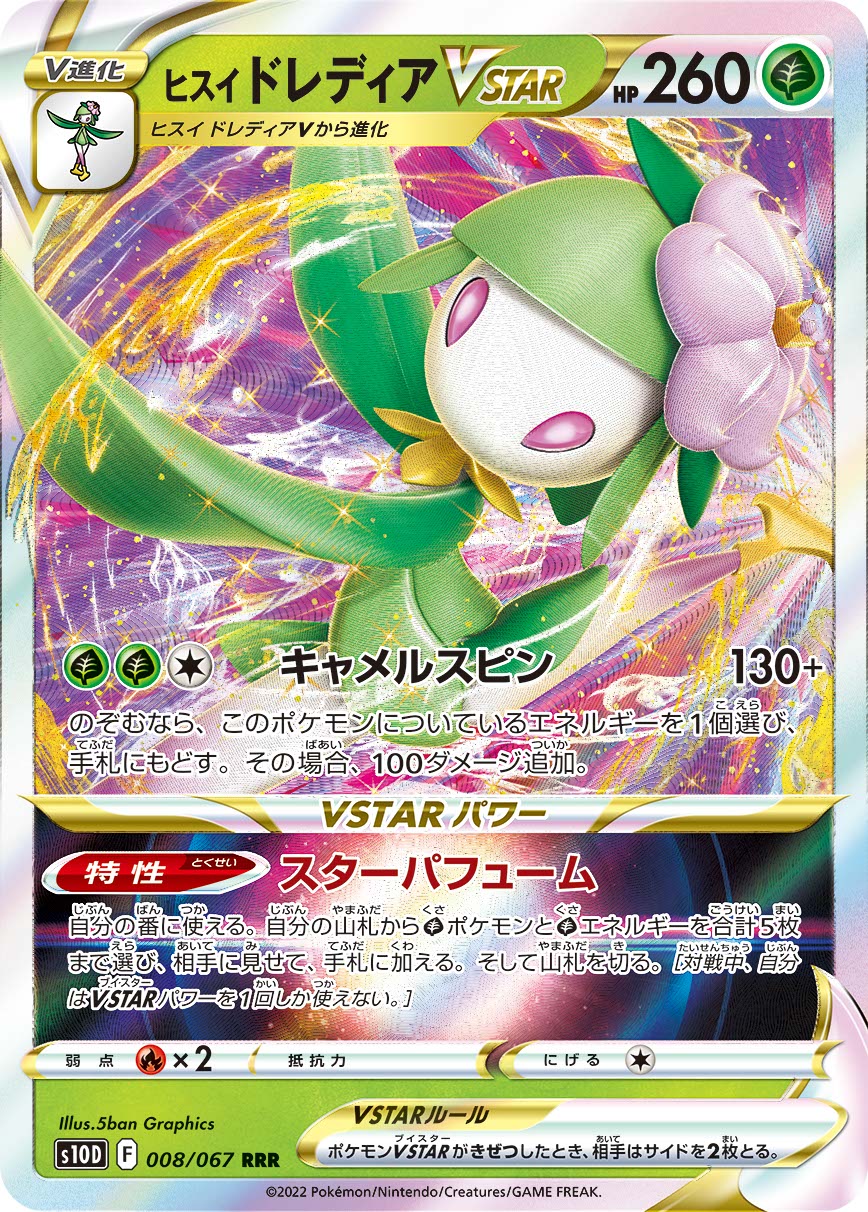 V進化
ヒスイ ドレディア VSTAR HP 260
ヒスイ ドレディアVから進化
キャメルスピン 130+
のぞむなら、このポケモンについているエネルギーを1個選び、
手札にもどす。その場合、100ダメージ追加。
VSTARパワー
特性 スターパフューム
自分の番に使える。自分の山札からポケモンとエネルギーを合計5枚
まで選び、相手に見せて、手札に加える。そして山札を切る。[対戦中、自分
はVSTARパワーを1回しか使えない。]
弱点 ×2 抵抗力 にげる
Illus.5ban Graphics
VSTARルール
ポケモンVSTARがきぜつしたとき、相手はサイドを2枚とる。
s10D F 008/067 RRR
©2022 Pokémon/Nintendo/Creatures/GAME FREAK.